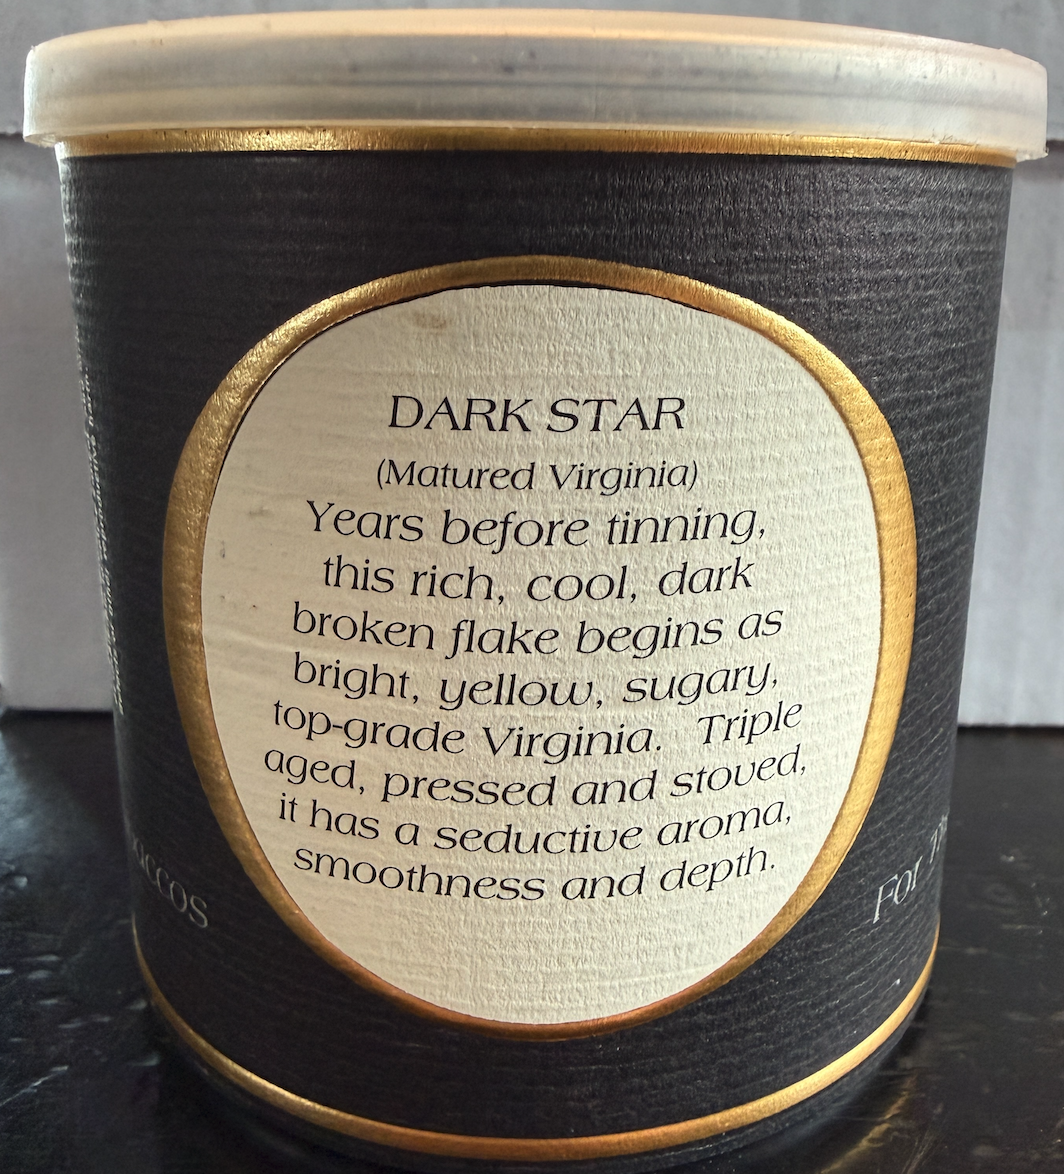 DARK STAR
(Matured Virginia)
Years before tinning,
this rich, cool, dark
broken flake begins as
bright, yellow, sugary,
top-grade Virginia. Triple
aged, pressed and stoved,
it has a seductive aroma,
smoothness and depth.
For